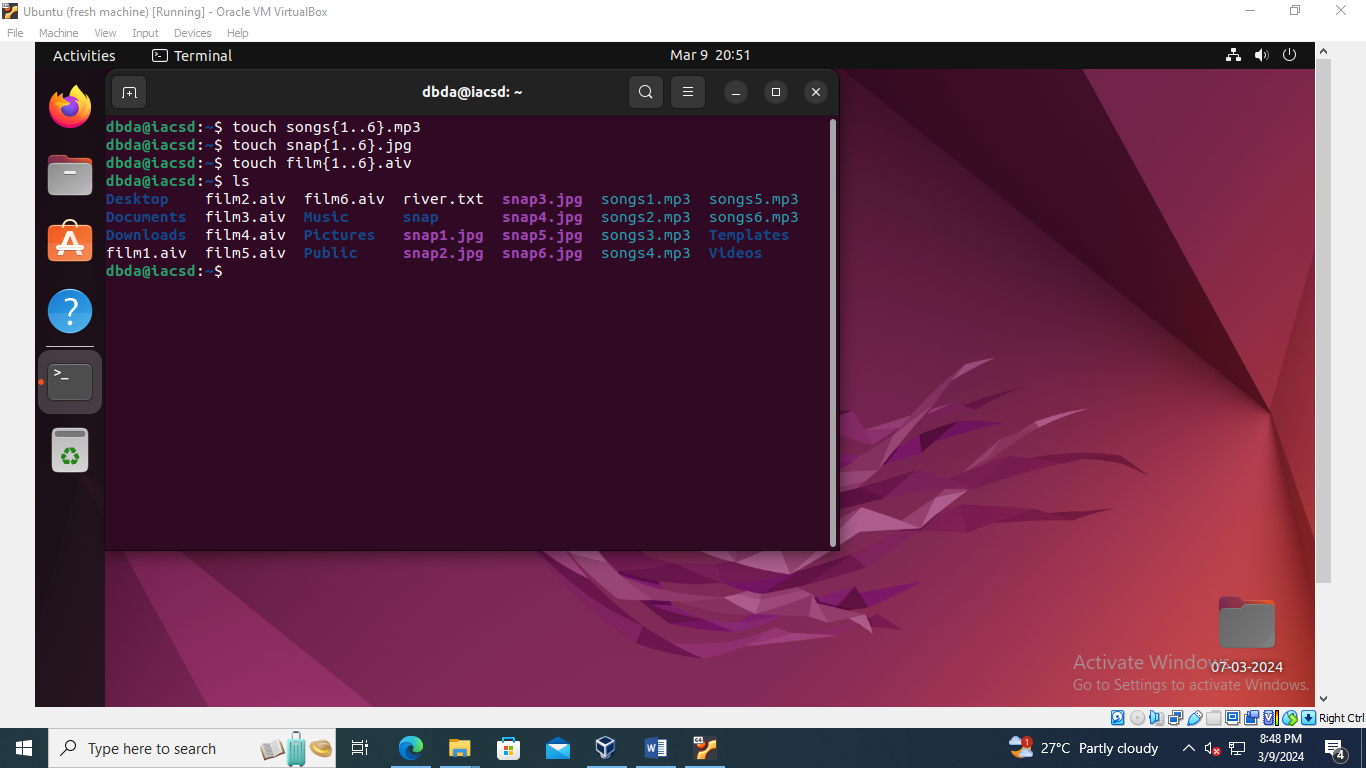 Ubuntu (fresh machine) [Running] - Oracle VM VirtualBox
File Machine View Input Devices Help
Activities Terminal Mar 9 20:51
dbda@iacsd: ~
dbda@iacsd:~$ touch songs{1..6}.mp3
dbda@iacsd:~$ touch snap{1..6}.jpg
dbda@iacsd:~$ touch film{1..6}.aiv
dbda@iacsd:~$ ls
Desktop film2.aiv film6.aiv river.txt snap3.jpg songs1.mp3 songs5.mp3
Documents film3.aiv Music snap snap4.jpg songs2.mp3 songs6.mp3
Downloads film4.aiv Pictures snap1.jpg snap5.jpg songs3.mp3 Templates
film1.aiv film5.aiv Public snap2.jpg snap6.jpg songs4.mp3 Videos
dbda@iacsd:~$
>_
Activate Windows
07-03-2024
Go to Settings to activate Windows.
Right Ctrl
Type here to search
1
27°C Partly cloudy
8:48 PM
3/9/2024
4